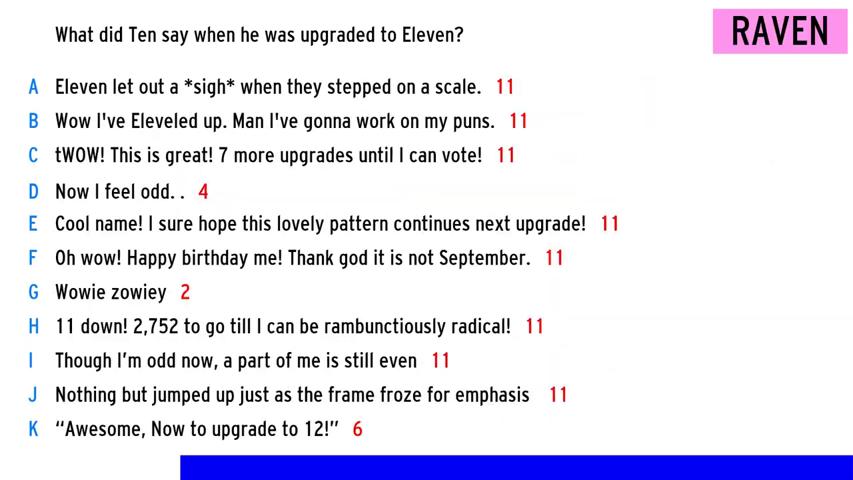 What did Ten say when he was upgraded to Eleven?
RAVEN
A Eleven let out a *sigh* when they stepped on a scale. 11
B Wow I've Eleveled up. Man I've gonna work on my puns. 11
C tWOW! This is great! 7 more upgrades until I can vote! 11
D Now I feel odd. . 4
E Cool name! I sure hope this lovely pattern continues next upgrade! 11
F Oh wow! Happy birthday me! Thank god it is not September. 11
G Wowie zowiey 2
H 11 down! 2,752 to go till I can be rambunctiously radical! 11
I Though I’m odd now, a part of me is still even 11
J Nothing but jumped up just as the frame froze for emphasis 11
K “Awesome, Now to upgrade to 12!” 6